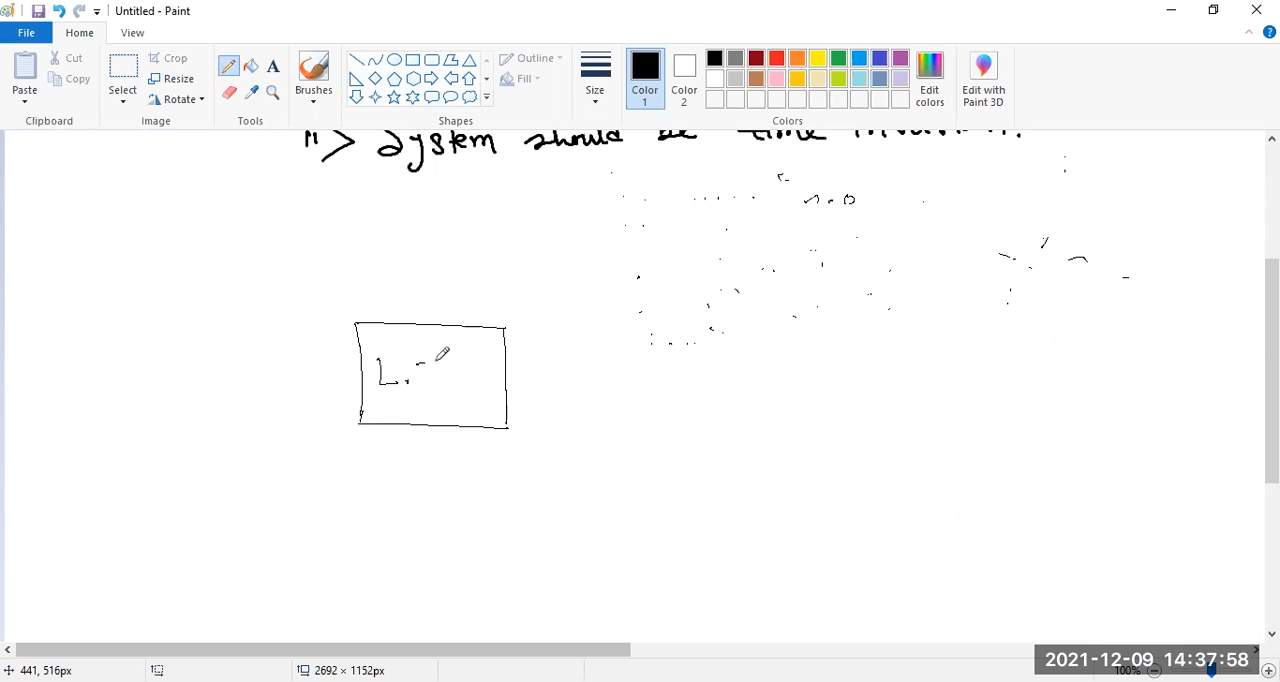 Untitled - Paint
File
Home
View
Paste
Cut
Copy
Clipboard
Select
Crop
Resize
Rotate
Image
Tools
Brushes
Shapes
Outline
Fill
Size
Color 1
Color 2
Edit colors
Edit with Paint 3D
Colors
II> System should be time
L.
441, 516px
2692 × 1152px
100%
2021-12-09 14:37:58